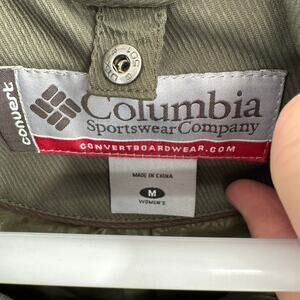 convert
Columbia
Sportswear Company
CONVERTBOARDWEAR.COM
MADE IN CHINA
M
WOMEN'S